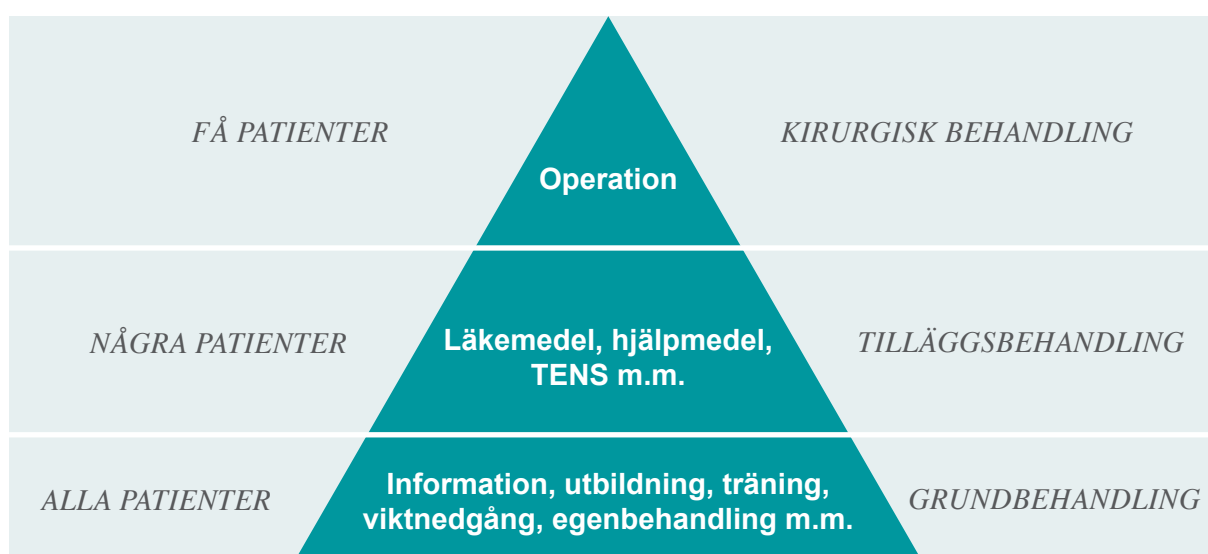 FÅ PATIENTER
KIRURGISK BEHANDLING
Operation
NÅGRA PATIENTER
Läkemedel, hjälpmedel,
TENS m.m.
TILLÄGGSBEHANDLING
ALLA PATIENTER
Information, utbildning, träning,
viktnedgång, egenbehandling m.m.
GRUNDBEHANDLING